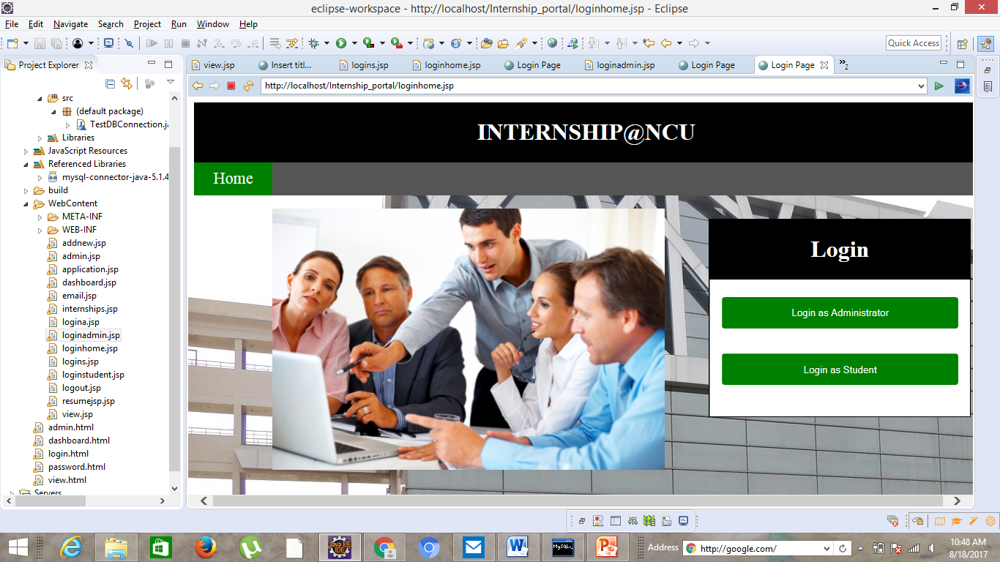 eclipse-workspace - http://localhost/Internship_portal/loginhome.jsp - Eclipse
File Edit Navigate Search Project Run Window Help
Quick Access
Project Explorer
view.jsp Insert titl... logins.jsp loginhome.jsp Login Page loginadmin.jsp Login Page Login Page »2
http://localhost/Internship_portal/loginhome.jsp
src
(default package)
TestDBConnection.ja
Libraries
JavaScript Resources
Referenced Libraries
mysql-connector-java-5.1.4
build
WebContent
META-INF
WEB-INF
addnew.jsp
admin.jsp
application.jsp
dashboard.jsp
email.jsp
internships.jsp
logina.jsp
loginadmin.jsp
loginhome.jsp
logins.jsp
loginstudent.jsp
logout.jsp
resumejsp.jsp
view.jsp
admin.html
dashboard.html
login.html
password.html
view.html
Servers
INTERNSHIP@NCU
Home
Login
Login as Administrator
Login as Student
Java EE
IDE
MySQL
Address http://google.com/
10:48 AM
8/18/2017